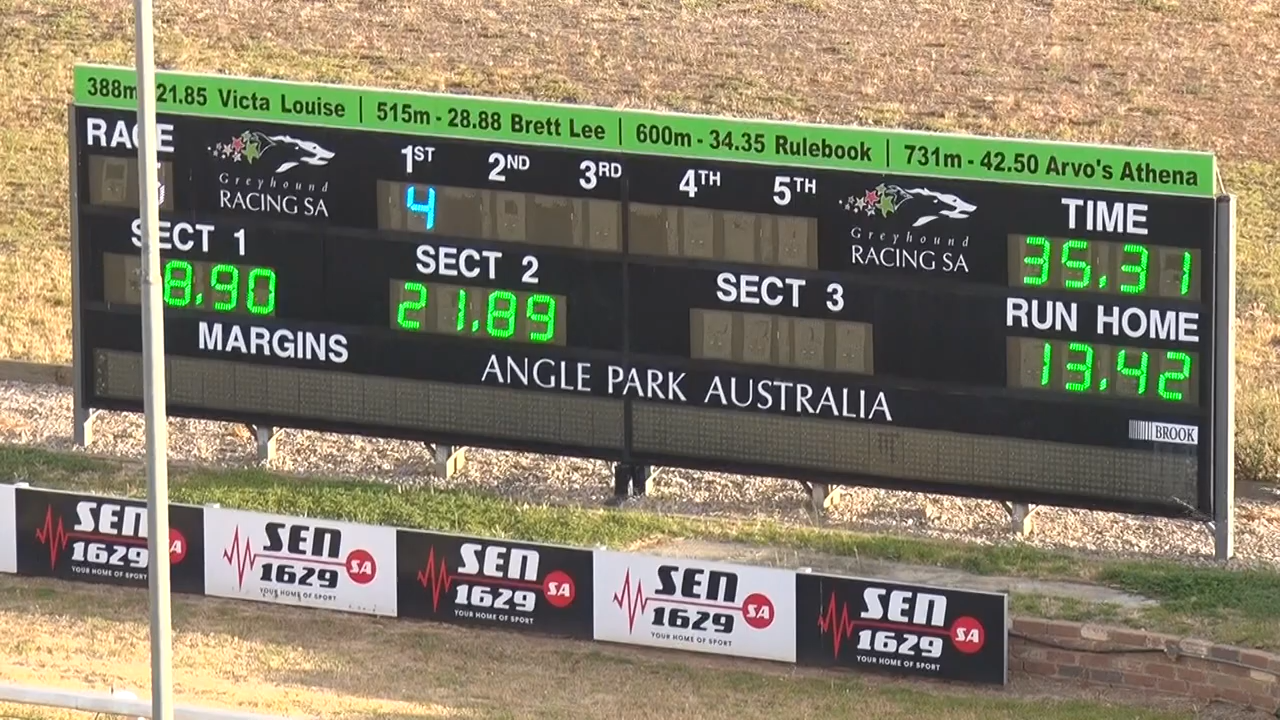 388m 21.85 Victa Louise | 515m - 28.88 Brett Lee | 600m - 34.35 Rulebook | 731m - 42.50 Arvo's Athena
RACE
Greyhound
RACING SA
1ST 2ND 3RD 4TH 5TH
4
Greyhound
RACING SA
TIME
35.31
SECT 1
8.90
SECT 2
21.89
SECT 3
RUN HOME
13.42
MARGINS
ANGLE PARK AUSTRALIA
BROOK
SEN
1629
SA
YOUR HOME OF SPORT
SEN
1629
SA
YOUR HOME OF SPORT
SEN
1629
SA
YOUR HOME OF SPORT
SEN
1629
SA
YOUR HOME OF SPORT
SEN
1629
SA
YOUR HOME OF SPORT